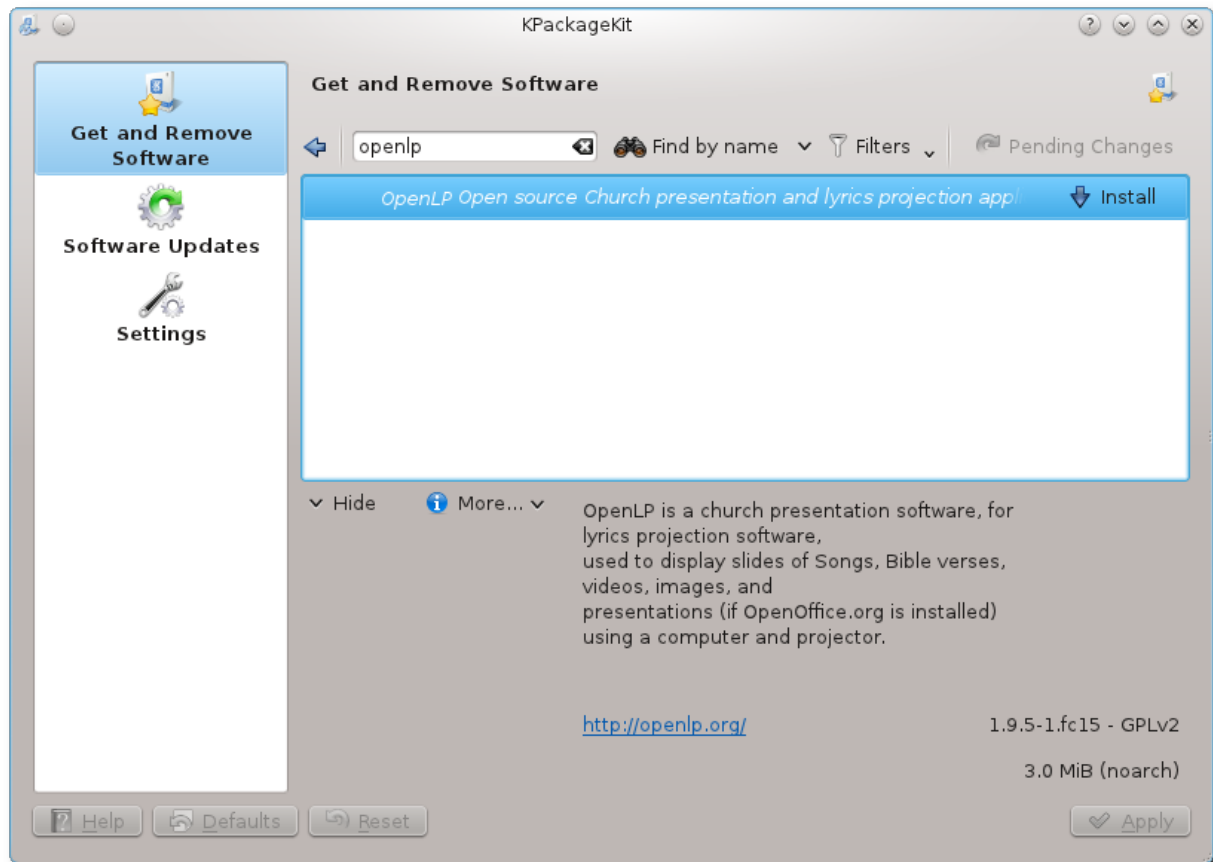 KPackageKit
Get and Remove
Software
Software Updates
Settings
Get and Remove Software
openlp
Find by name
Filters
Pending Changes
OpenLP Open source Church presentation and lyrics projection appl
Install
Hide
More...
OpenLP is a church presentation software, for
lyrics projection software,
used to display slides of Songs, Bible verses,
videos, images, and
presentations (if OpenOffice.org is installed)
using a computer and projector.
http://openlp.org/
1.9.5-1.fc15 - GPLv2
3.0 MiB (noarch)
Help
Defaults
Reset
Apply